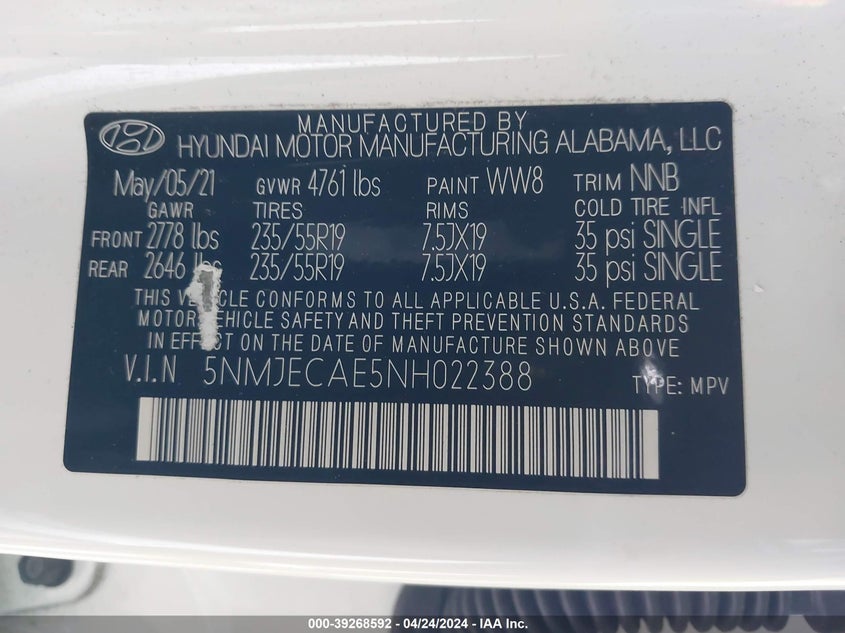 MANUFACTURED BY
HYUNDAI MOTOR MANUFACTURING ALABAMA, LLC
May/05/21 GVWR 4761 lbs PAINT WW8 TRIM NNB
GAWR TIRES RIMS COLD TIRE INFL
FRONT 2778 lbs 235/55R19 7.5JX19 35 psi SINGLE
REAR 2646 lbs 235/55R19 7.5JX19 35 psi SINGLE
THIS VEHICLE CONFORMS TO ALL APPLICABLE U.S.A. FEDERAL
MOTOR VEHICLE SAFETY AND THEFT PREVENTION STANDARDS
IN EFFECT ON THE DATE OF MANUFACTURE SHOWN ABOVE.
V.I.N 5NMJECAE5NH022388 TYPE: MPV
000-39268592 - 04/24/2024 - IAA Inc.